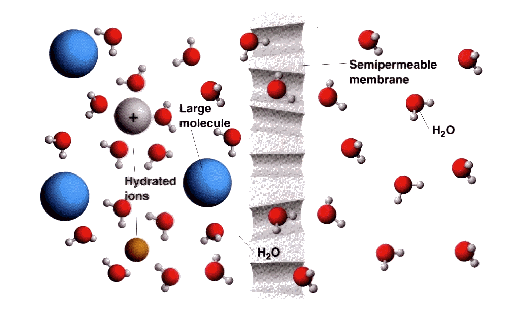 Semipermeable
membrane
Large
molecule
+
H₂O
Hydrated
ions
H₂O